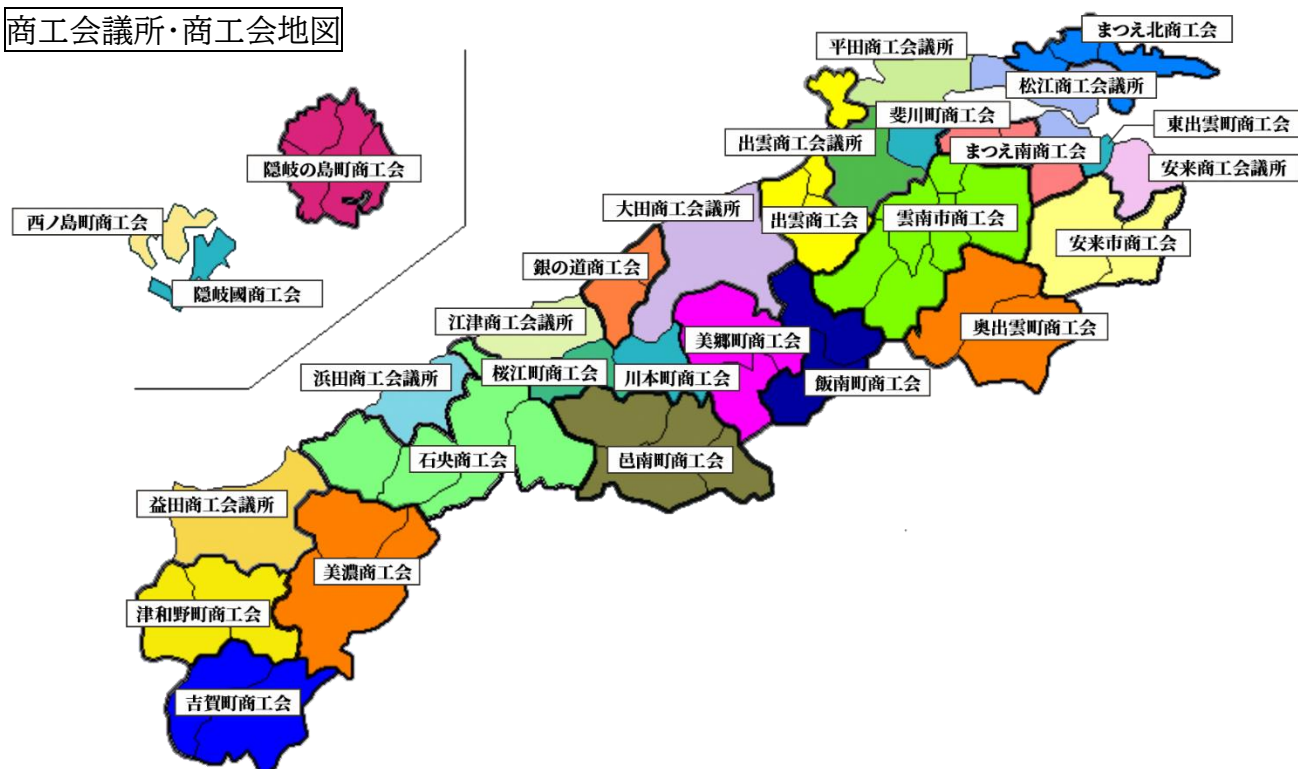 商工会議所・商工会地図
まつえ北商工会
平田商工会議所
松江商工会議所
斐川町商工会
東出雲町商工会
出雲商工会議所
まつえ南商工会
安来商工会議所
隠岐の島町商工会
大田商工会議所
出雲商工会
雲南市商工会
西ノ島町商工会
安来市商工会
銀の道商工会
隠岐國商工会
江津商工会議所
美郷町商工会
奥出雲町商工会
浜田商工会議所
桜江町商工会
川本町商工会
飯南町商工会
石央商工会
邑南町商工会
益田商工会議所
美濃商工会
津和野町商工会
吉賀町商工会